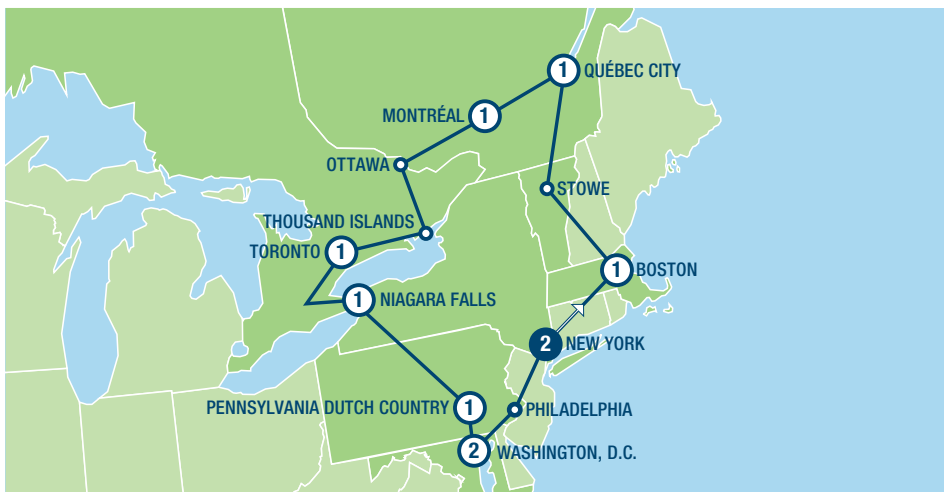 1 QUÉBEC CITY
MONTRÉAL 1
OTTAWA
STOWE
THOUSAND ISLANDS
TORONTO 1
1 BOSTON
1 NIAGARA FALLS
2 NEW YORK
PENNSYLVANIA DUTCH COUNTRY 1
PHILADELPHIA
2 WASHINGTON, D.C.